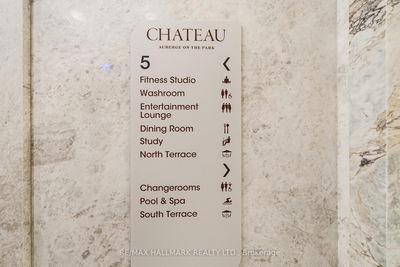 CHATEAU
AUBERGE ON THE PARK
5
Fitness Studio
Washroom
Entertainment
Lounge
Dining Room
Study
North Terrace
Changerooms
Pool & Spa
South Terrace
RE/MAX HALLMARK REALTY LTD., Brokerage